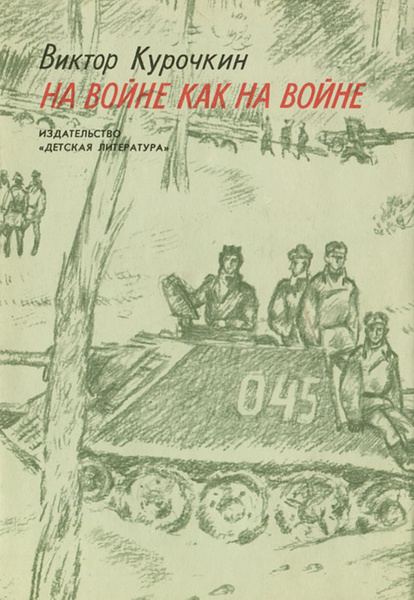 Виктор Курочкин
НА ВОЙНЕ КАК НА ВОЙНЕ
ИЗДАТЕЛЬСТВО
«ДЕТСКАЯ ЛИТЕРАТУРА»
045